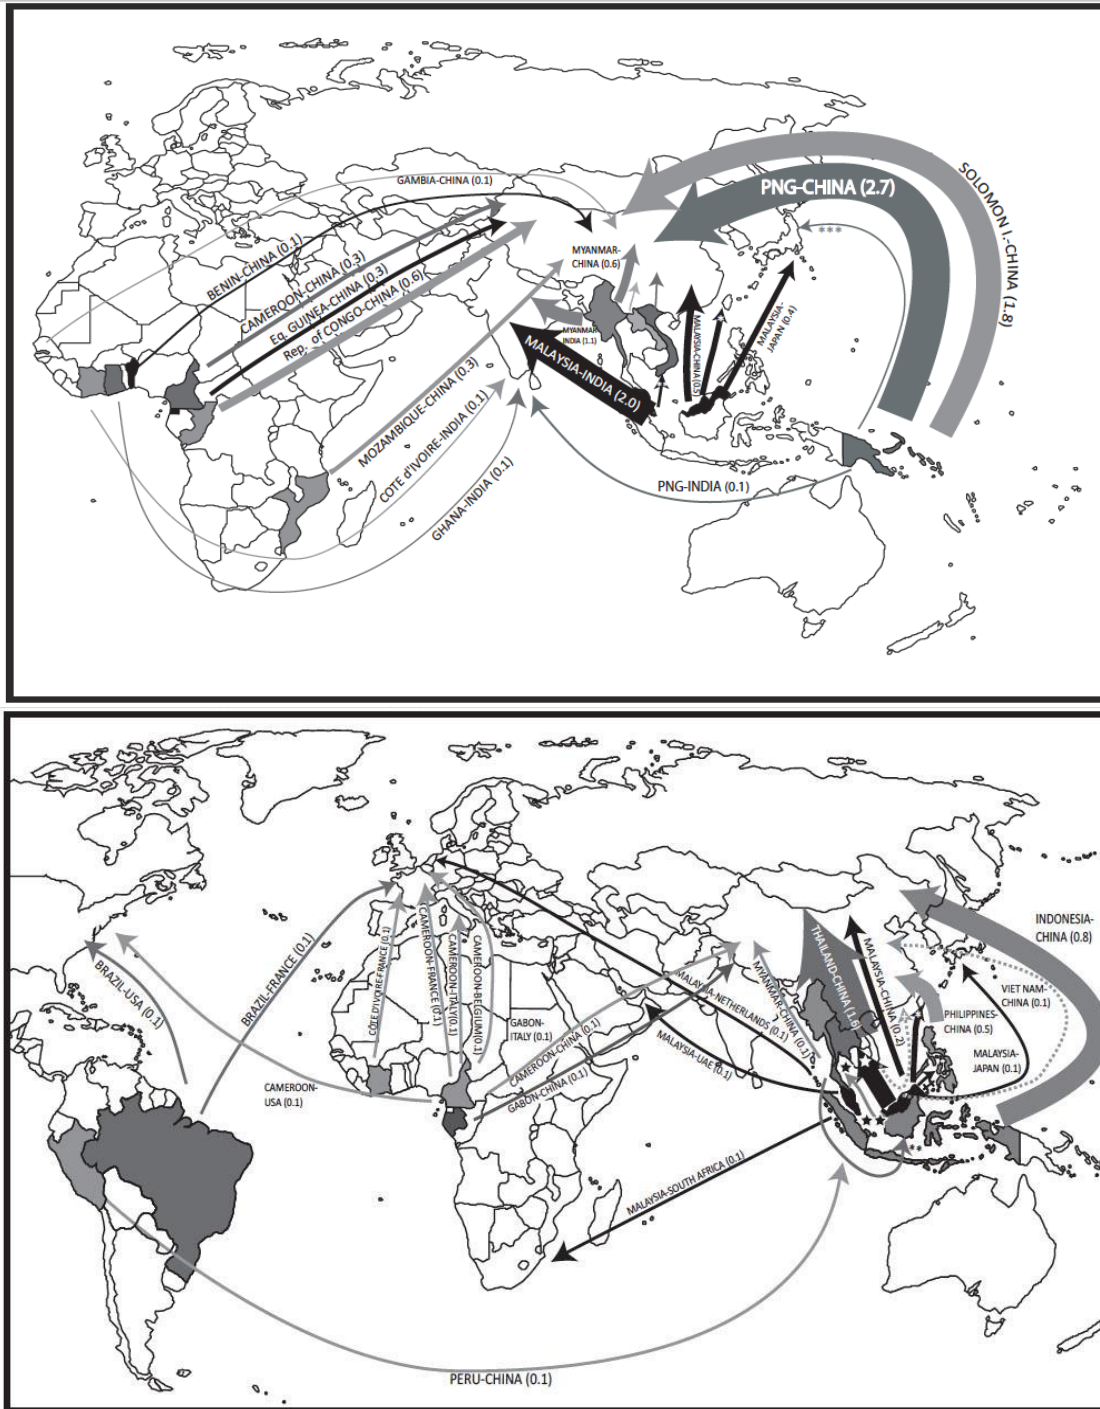 GAMBIA-CHINA (0.1)
SOLOMON I.-CHINA (1.8)
PNG-CHINA (2.7)
***
BENIN-CHINA (0.1)
CAMEROON-CHINA (0.3)
Eq. GUINEA-CHINA (0.3)
Rep. of CONGO-CHINA (0.6)
MYANMAR-
CHINA (0.6)
MYANMAR-
INDIA (1.1)
MALAYSIA-INDIA (2.0)
MALAYSIA-CHINA (0.5)
MALAYSIA-
JAPAN (0.4)
MOZAMBIQUE-CHINA (0.3)
COTE d'IVOIRE-INDIA (0.1)
GHANA-INDIA (0.1)
PNG-INDIA (0.1)
INDONESIA-
CHINA (0.8)
BRAZIL-USA (0.1)
BRAZIL-FRANCE (0.1)
CÔTE D'IVOIRE-FRANCE (0.1)
CAMEROON-FRANCE
(0.1)
CAMEROON-ITALY(0.1)
CAMEROON-BELGIUM(0.1)
GABON-
ITALY (0.1)
CAMEROON-CHINA (0.1)
GABON-CHINA (0.1)
CAMEROON-
USA (0.1)
MALAYSIA-NETHERLANDS (0.1)
MYANMAR-CHINA (0.1)
MALAYSIA-UAE (0.1)
THAILAND-CHINA (1.6)
MALAYSIA-CHINA (0.2)
VIET NAM-
CHINA (0.1)
PHILIPPINES-
CHINA (0.5)
MALAYSIA-
JAPAN (0.1)
**
MALAYSIA-SOUTH AFRICA (0.1)
PERU-CHINA (0.1)